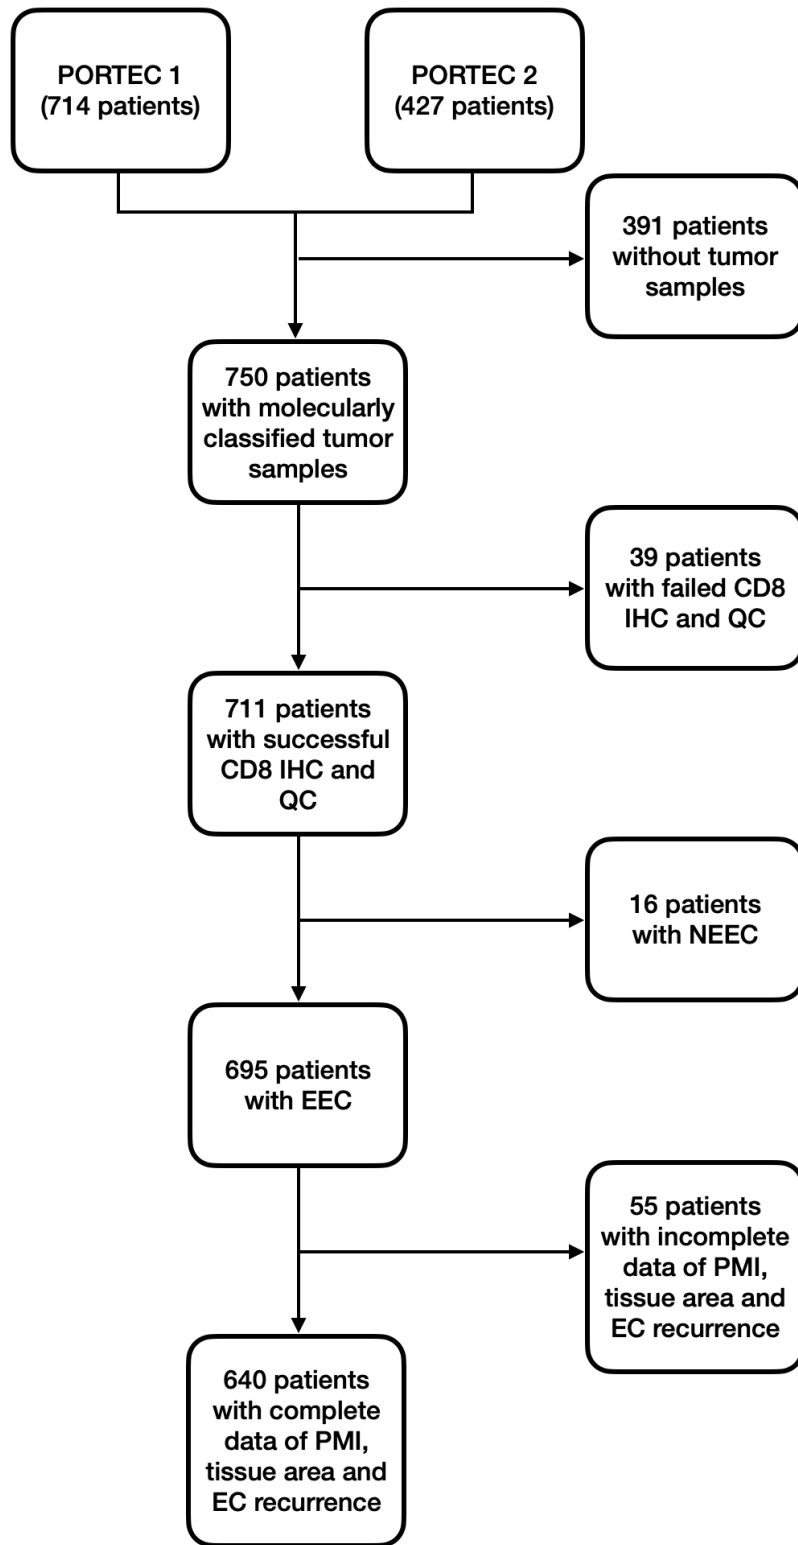 PORTEC 1
(714 patients)
PORTEC 2
(427 patients)
391 patients
without tumor
samples
750 patients
with molecularly
classified tumor
samples
39 patients
with failed CD8
IHC and QC
711 patients
with successful
CD8 IHC and
QC
16 patients
with NEEC
695 patients
with EEC
55 patients
with incomplete
data of PMI,
tissue area and
EC recurrence
640 patients
with complete
data of PMI,
tissue area and
EC recurrence